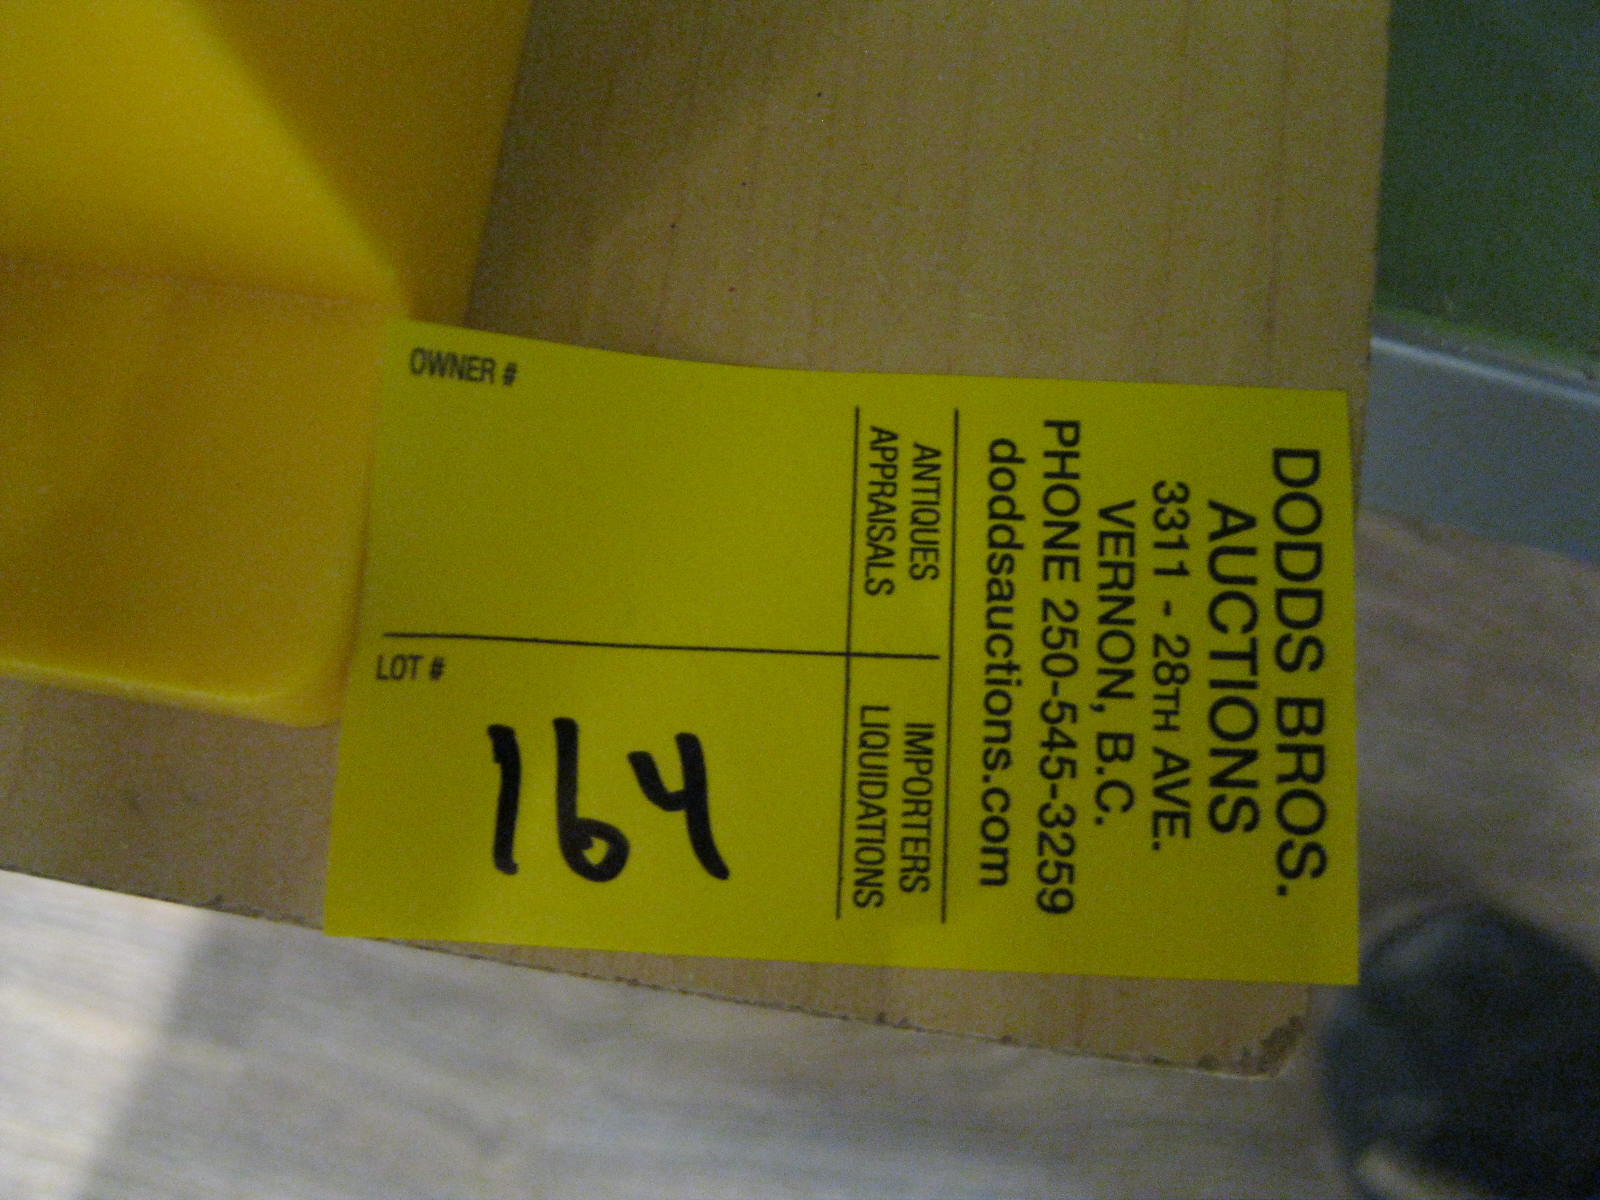 DODDS BROS.
AUCTIONS
3311 - 28TH AVE.
VERNON, B.C.
PHONE 250-545-3259
doddsauctions.com
ANTIQUES
APPRAISALS
IMPORTERS
LIQUIDATIONS
OWNER #
LOT #
164